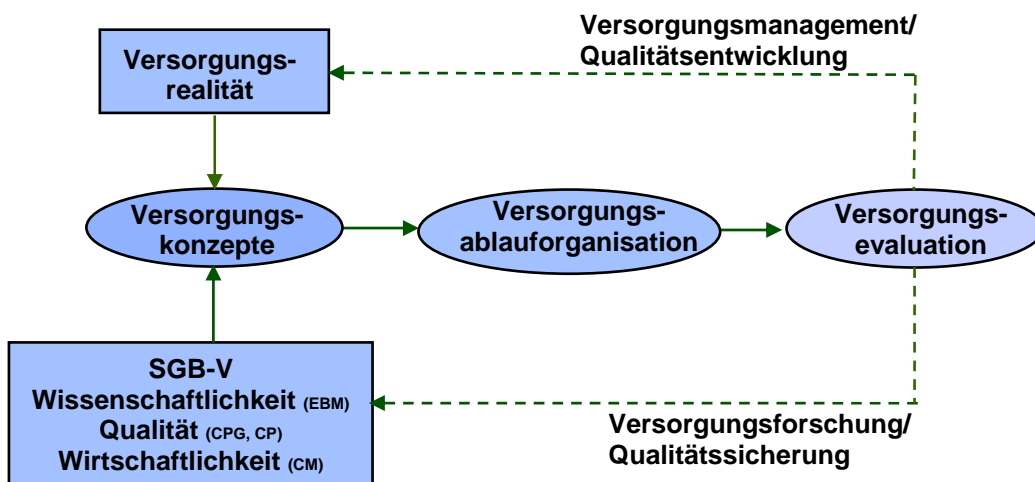 Versorgungsmanagement/
Qualitätsentwicklung
Versorgungs-
realität
Versorgungs-
konzepte
Versorgungs-
ablauforganisation
Versorgungs-
evaluation
SGB-V
Wissenschaftlichkeit (EBM)
Qualität (CPG, CP)
Wirtschaftlichkeit (CM)
Versorgungsforschung/
Qualitätssicherung